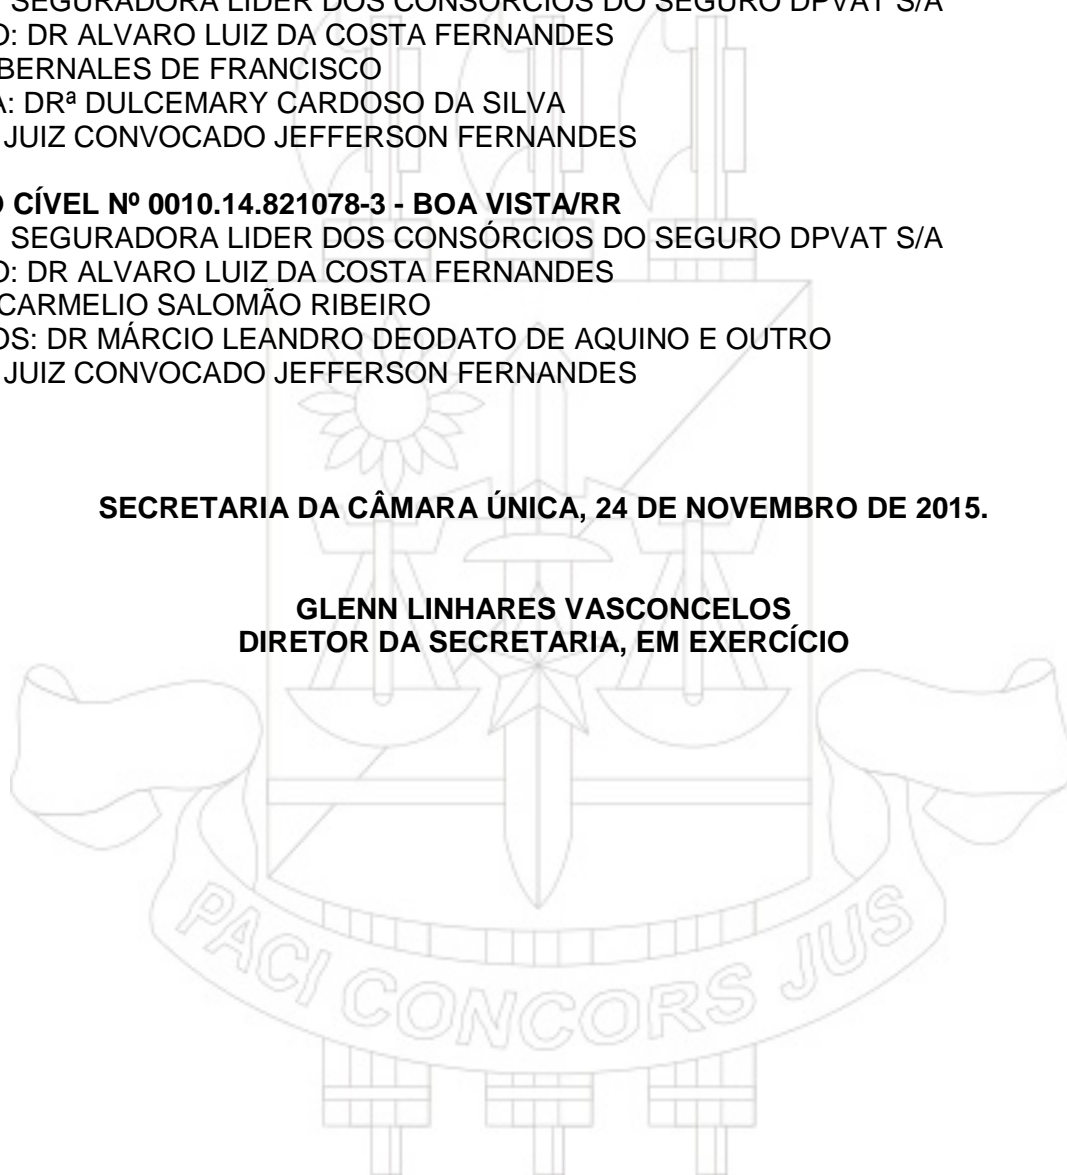 SEGURADORA LIDER DOS CONSÓRCIOS DO SEGURO DPVAT S/A
O: DR ALVARO LUIZ DA COSTA FERNANDES
BERNALES DE FRANCISCO
A: DRª DULCEMARY CARDOSO DA SILVA
JUIZ CONVOCADO JEFFERSON FERNANDES
O CÍVEL Nº 0010.14.821078-3 - BOA VISTA/RR
SEGURADORA LIDER DOS CONSÓRCIOS DO SEGURO DPVAT S/A
O: DR ALVARO LUIZ DA COSTA FERNANDES
CARMELIO SALOMÃO RIBEIRO
OS: DR MÁRCIO LEANDRO DEODATO DE AQUINO E OUTRO
JUIZ CONVOCADO JEFFERSON FERNANDES
SECRETARIA DA CÂMARA ÚNICA, 24 DE NOVEMBRO DE 2015.
GLENN LINHARES VASCONCELOS
DIRETOR DA SECRETARIA, EM EXERCÍCIO
PACI CONCORS JUS